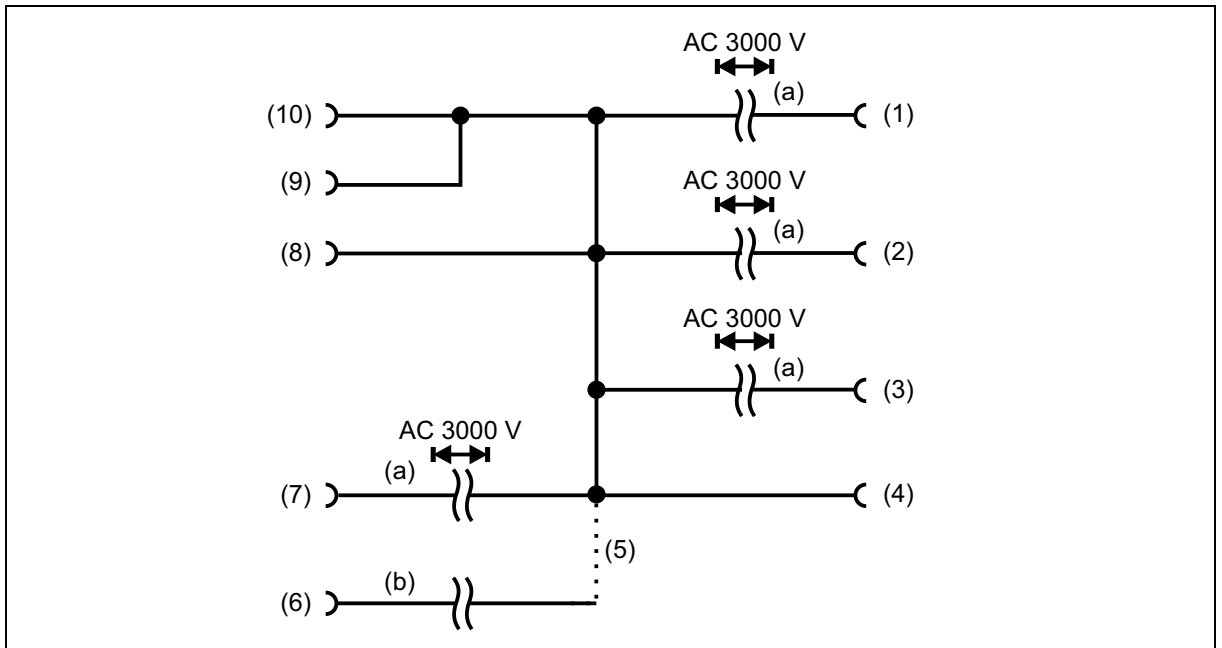 AC 3000 V
(10)
(a)
(1)
(9)
AC 3000 V
(8)
(a)
(2)
AC 3000 V
(a)
(3)
AC 3000 V
(7)
(a)
(4)
(5)
(6)
(b)